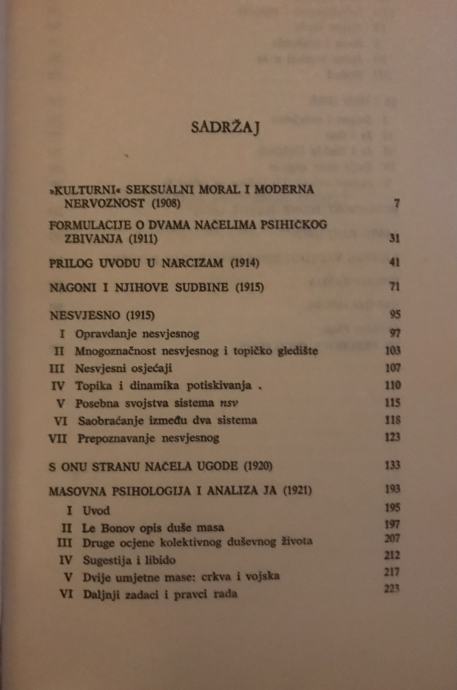 SADRŽAJ
»KULTURNI« SEKSUALNI MORAL I MODERNA
NERVOZNOST (1908) 7
FORMULACIJE O DVAMA NAČELIMA PSIHIČKOG
ZBIVANJA (1911) 31
PRILOG UVODU U NARCIZAM (1914) 41
NAGONI I NJIHOVE SUDBINE (1915) 71
NESVJESNO (1915) 95
I Opravdanje nesvjesnog 97
II Mnogoznačnost nesvjesnog i topičko gledište 103
III Nesvjesni osjećaji 107
IV Topika i dinamika potiskivanja . 110
V Posebna svojstva sistema nsv 115
VI Saobraćanje između dva sistema 118
VII Prepoznavanje nesvjesnog 123
S ONU STRANU NAČELA UGODE (1920) 133
MASOVNA PSIHOLOGIJA I ANALIZA JA (1921) 193
I Uvod 195
II Le Bonov opis duše masa 197
III Druge ocjene kolektivnog duševnog života 207
IV Sugestija i libido 212
V Dvije umjetne mase: crkva i vojska 217
VI Daljnji zadaci i pravci rada 223